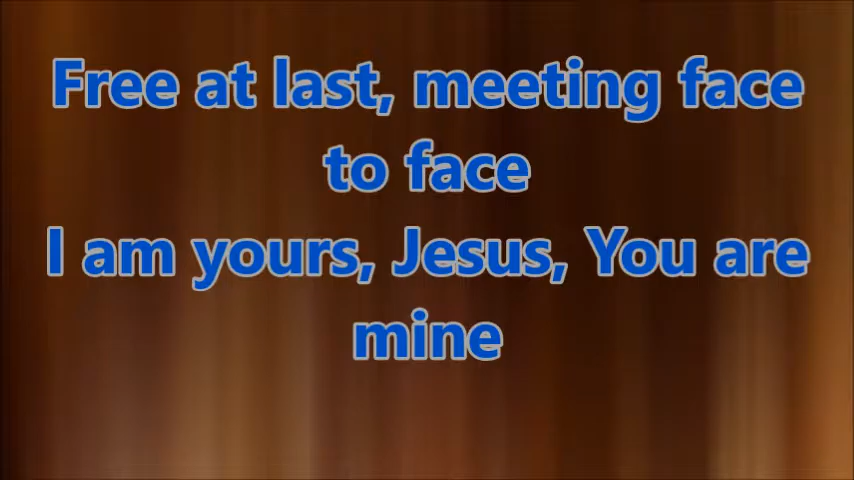 Free at last, meeting face
to face
I am yours, Jesus, You are
mine